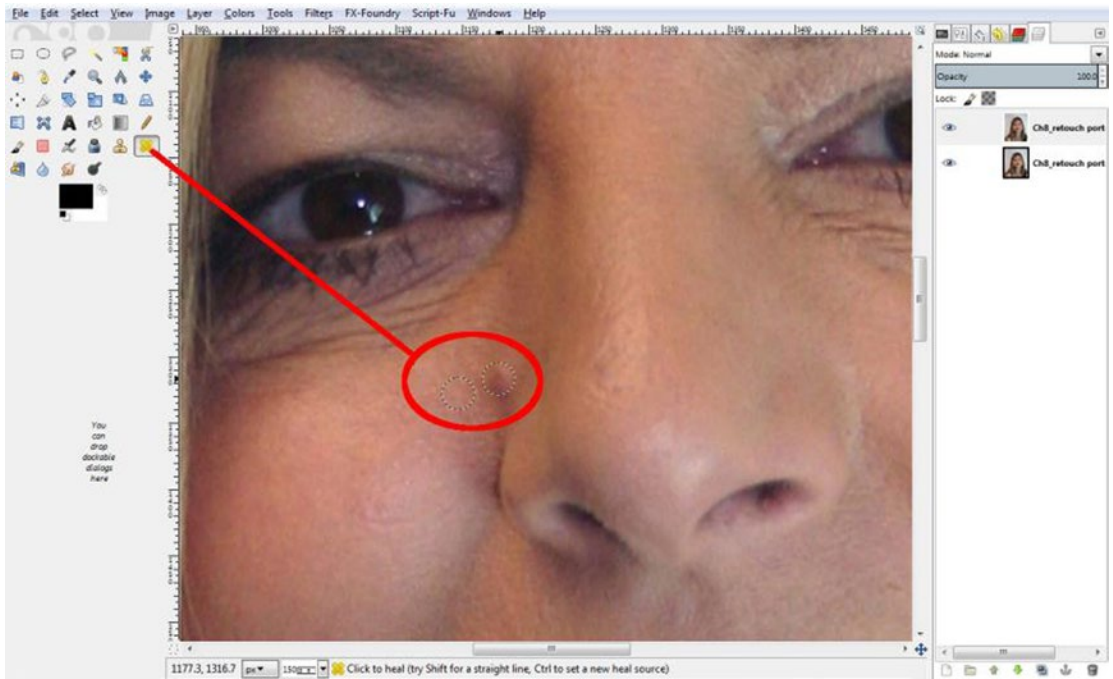 File Edit Select View Image Layer Colors Tools Filters FX-Foundry Script-Fu Windows Help
Mode: Normal
Opacity 100.0
Lock:
Ch8_retouch port
Ch8_retouch port
You
can
drop
dockable
dialogs
here
1177.3, 1316.7 px Click to heal (try Shift for a straight line, Ctrl to set a new heal source)